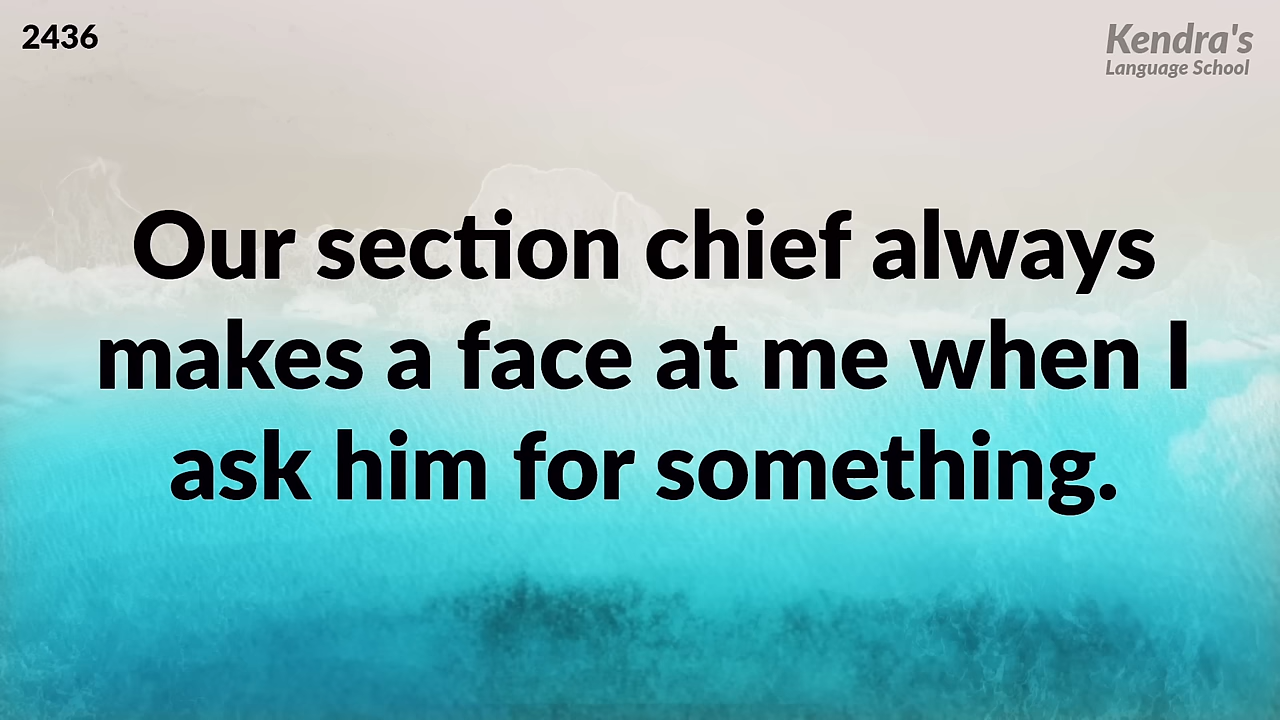 2436
Kendra's
Language School
Our section chief always
makes a face at me when I
ask him for something.